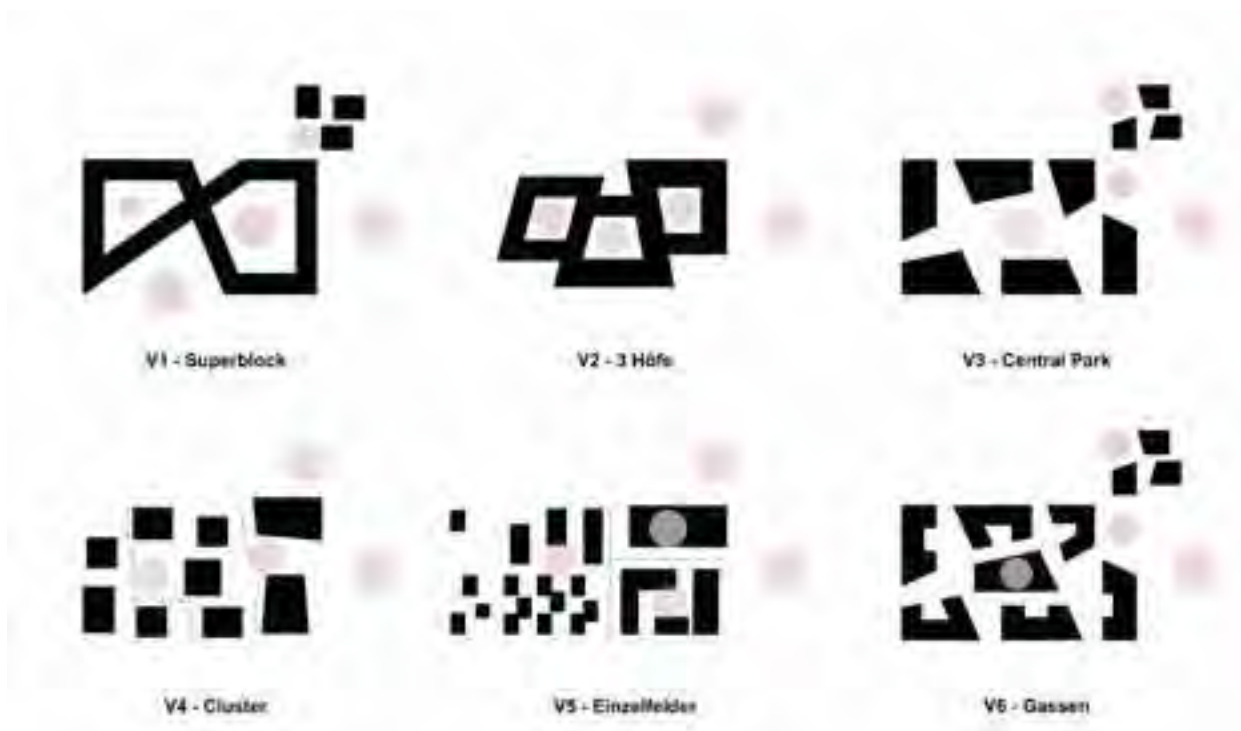 V1 - Superblock
V2 - 3 Höfe
V3 - Central Park
V4 - Cluster
V5 - Einzelfelder
V6 - Gassen